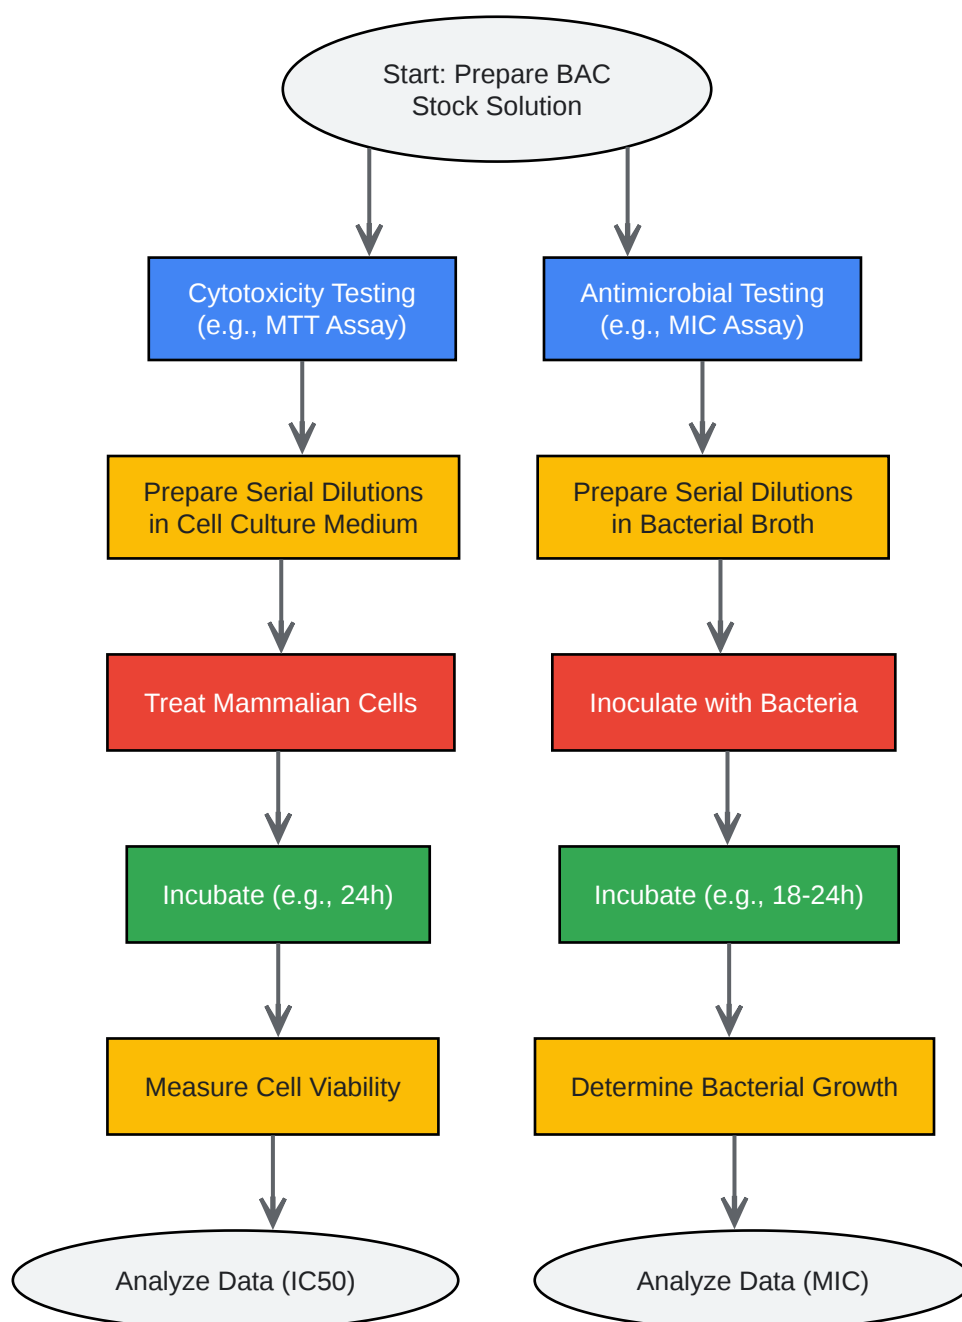 Start: Prepare BAC
Stock Solution
Cytotoxicity Testing
(e.g., MTT Assay)
Antimicrobial Testing
(e.g., MIC Assay)
Prepare Serial Dilutions
in Cell Culture Medium
Prepare Serial Dilutions
in Bacterial Broth
Treat Mammalian Cells
Inoculate with Bacteria
Incubate (e.g., 24h)
Incubate (e.g., 18-24h)
Measure Cell Viability
Determine Bacterial Growth
Analyze Data (IC50)
Analyze Data (MIC)